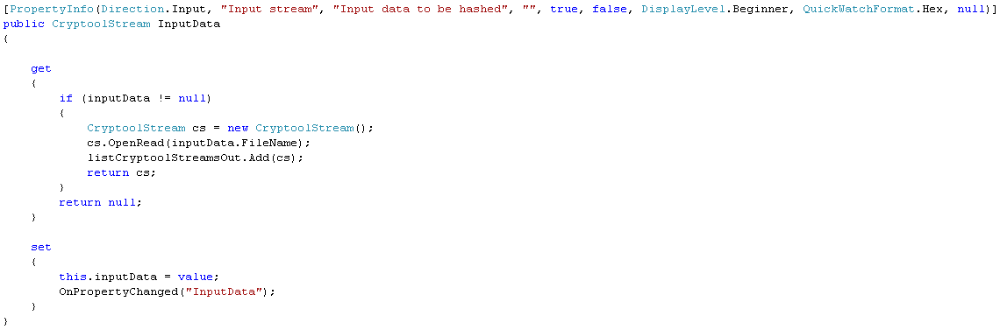 [PropertyInfo(Direction.Input, "Input stream", "Input data to be hashed", "", true, false, DisplayLevel.Beginner, QuickWatchFormat.Hex, null)]
public CryptoolStream InputData
{
    get
    {
        if (inputData != null)
        {
            CryptoolStream cs = new CryptoolStream();
            cs.OpenRead(inputData.FileName);
            listCryptoolStreamsOut.Add(cs);
            return cs;
        }
        return null;
    }
    set
    {
        this.inputData = value;
        OnPropertyChanged("InputData");
    }
}